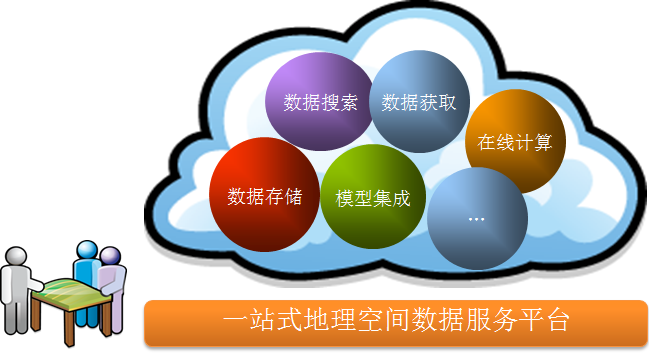 数据搜索
数据获取
在线计算
数据存储
模型集成
...
一站式地理空间数据服务平台